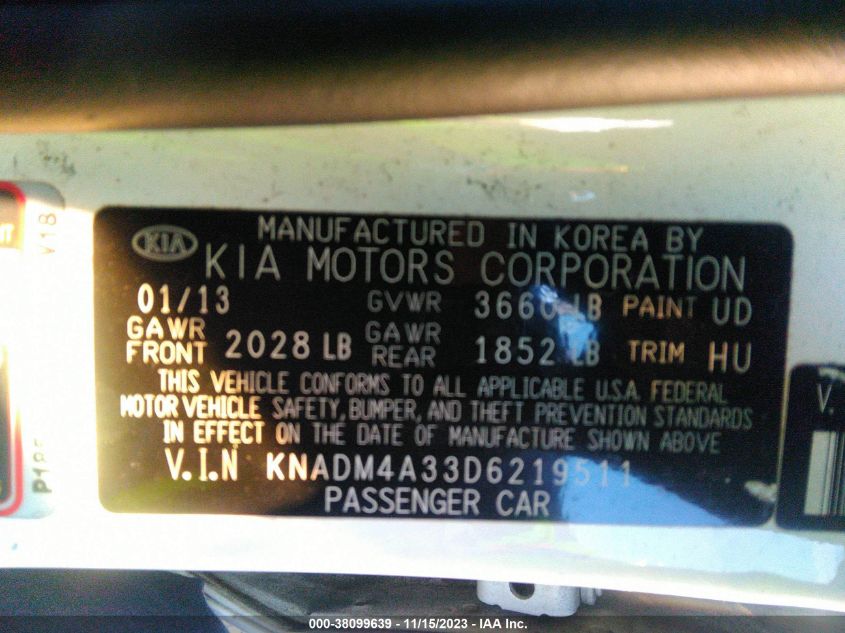 MANUFACTURED IN KOREA BY
KIA KIA MOTORS CORPORATION
01/13 GVWR 3660 LB PAINT UD
GAWR FRONT 2028 LB GAWR REAR 1852 LB TRIM HU
THIS VEHICLE CONFORMS TO ALL APPLICABLE U.S.A. FEDERAL
MOTOR VEHICLE SAFETY, BUMPER, AND THEFT PREVENTION STANDARDS
IN EFFECT ON THE DATE OF MANUFACTURE SHOWN ABOVE
V.I.N KNADM4A33D6219511
PASSENGER CAR
V.
000-38099639 - 11/15/2023 - IAA Inc.